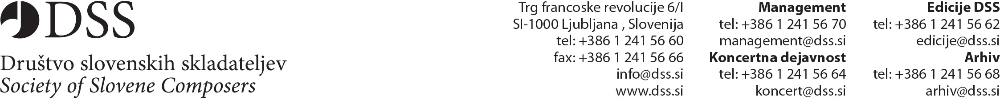 DSS
Društvo slovenskih skladateljev
Society of Slovene Composers
Trg francoske revolucije 6/I
SI-1000 Ljubljana , Slovenija
tel: +386 1 241 56 60
fax: +386 1 241 56 66
info@dss.si
www.dss.si
Management
tel: +386 1 241 56 70
management@dss.si
Koncertna dejavnost
tel: +386 1 241 56 64
koncert@dss.si
Edicije DSS
tel: +386 1 241 56 62
edicije@dss.si
Arhiv
tel: +386 1 241 56 68
arhiv@dss.si